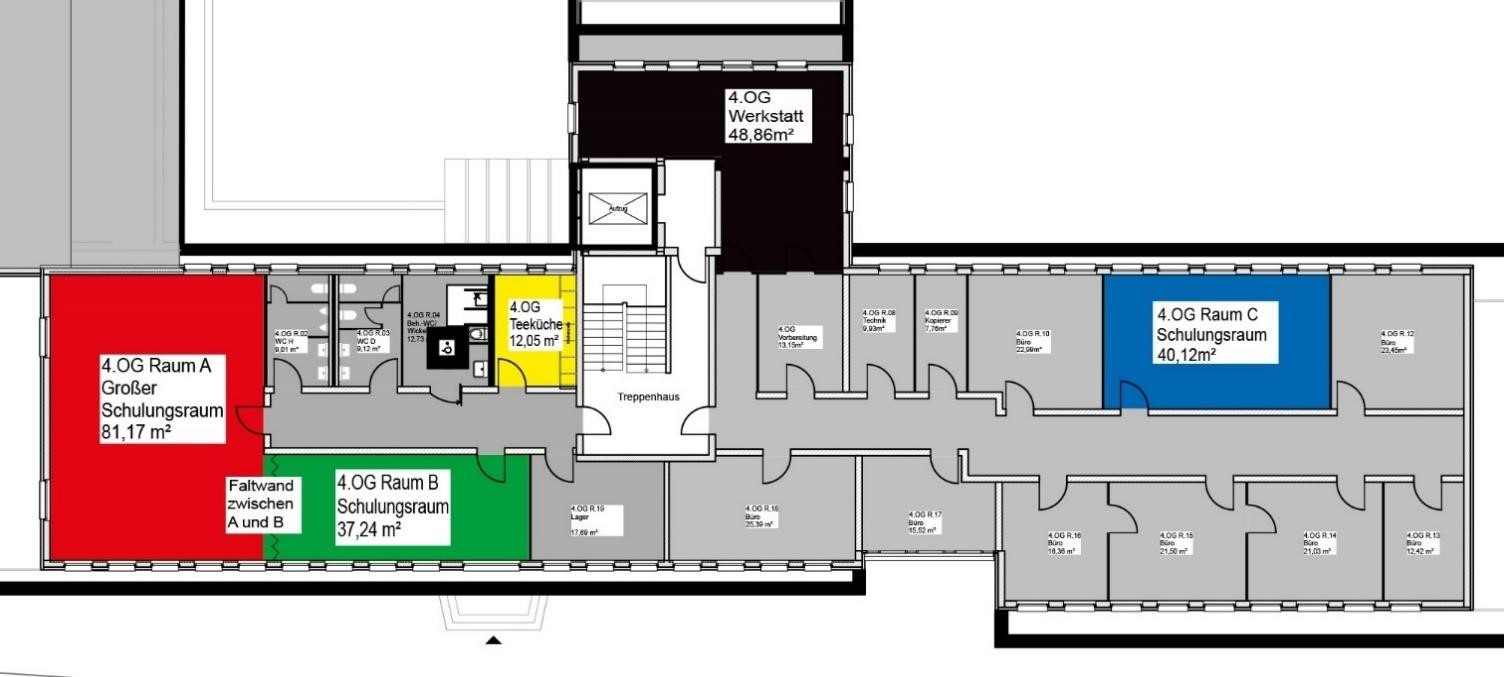 4.OG
Werkstatt
48,86m²
Aufzug
4.OG Raum A
Großer
Schulungsraum
81,17 m²
4.OG R.02
WC H
9,01 m²
4.OG R.03
WC D
9,12 m²
4.OG R.04
Beh.-WC/
Wicke
12,73
4.OG
Teeküche
12,05 m²
Treppenhaus
4.OG
Vorbereitung
13,15m²
4.OG R.08
Technik
9,93m²
4.OG R.09
Kopierer
7,76m²
4.OG R.10
Büro
22,99m²
4.OG Raum C
Schulungsraum
40,12m²
4.OG R.12
Büro
23,45m²
Faltwand
zwischen
A und B
4.OG Raum B
Schulungsraum
37,24 m²
4.OG R.19
Lager
17,69 m²
4.OG R.18
Büro
25,39 m²
4.OG R.17
Büro
15,52 m²
4.OG R.16
Büro
18,36 m²
4.OG R.15
Büro
21,50 m²
4.OG R.14
Büro
21,03 m²
4.OG R.13
Büro
12,42 m²